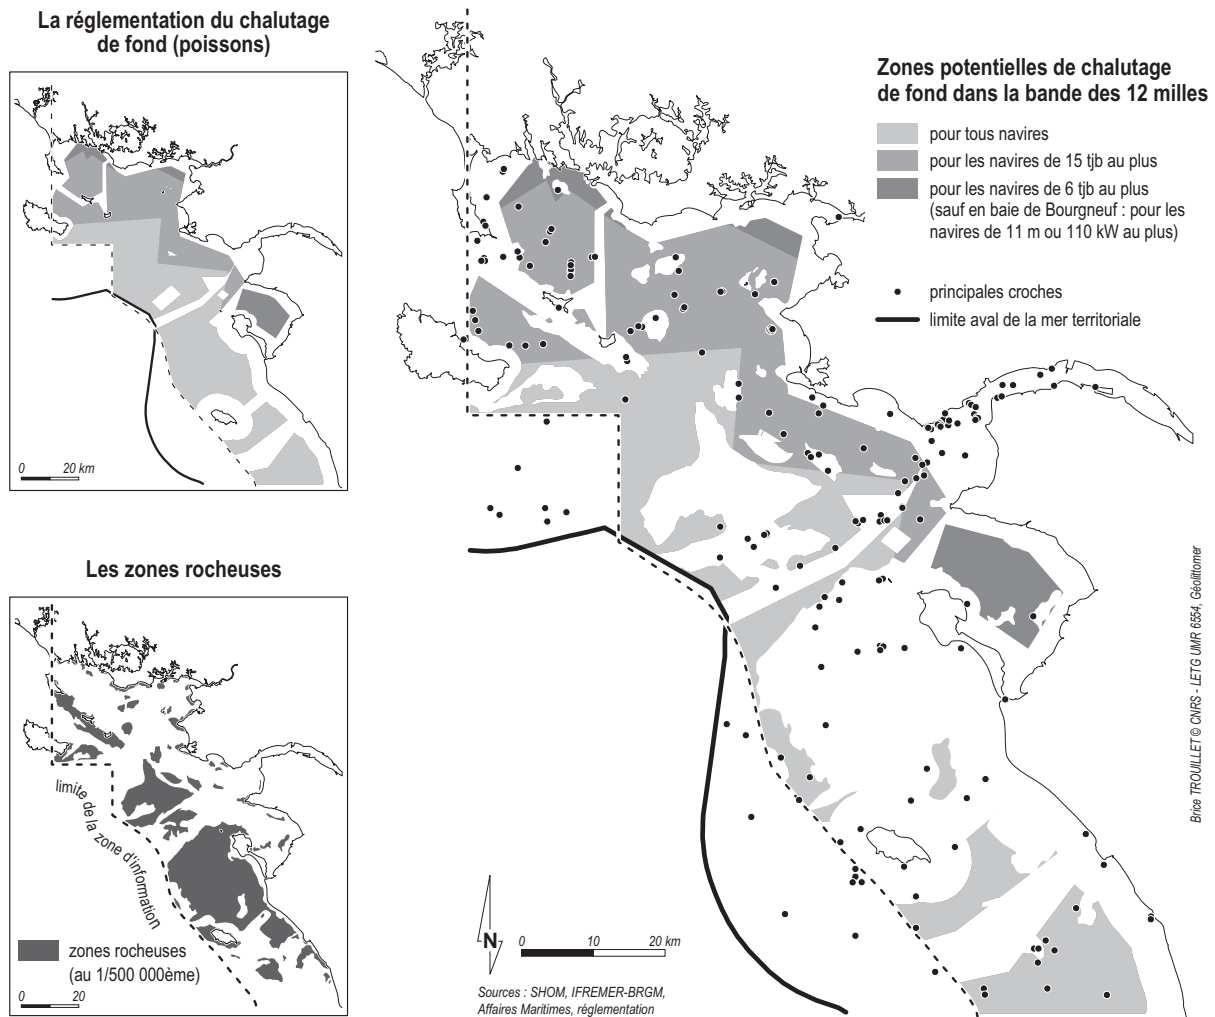 La réglementation du chalutage
de fond (poissons)
0 20 km
Les zones rocheuses
limite de la zone d'information
zones rocheuses
(au 1/500 000ème)
0 20
Zones potentielles de chalutage
de fond dans la bande des 12 milles
pour tous navires
pour les navires de 15 tjb au plus
pour les navires de 6 tjb au plus
(sauf en baie de Bourgneuf : pour les
navires de 11 m ou 110 kW au plus)
principales croches
limite aval de la mer territoriale
N
0 10 20 km
Sources : SHOM, IFREMER-BRGM,
Affaires Maritimes, réglementation
Brice TROUILLET © CNRS - LETG UMR 6554, Géolittomer